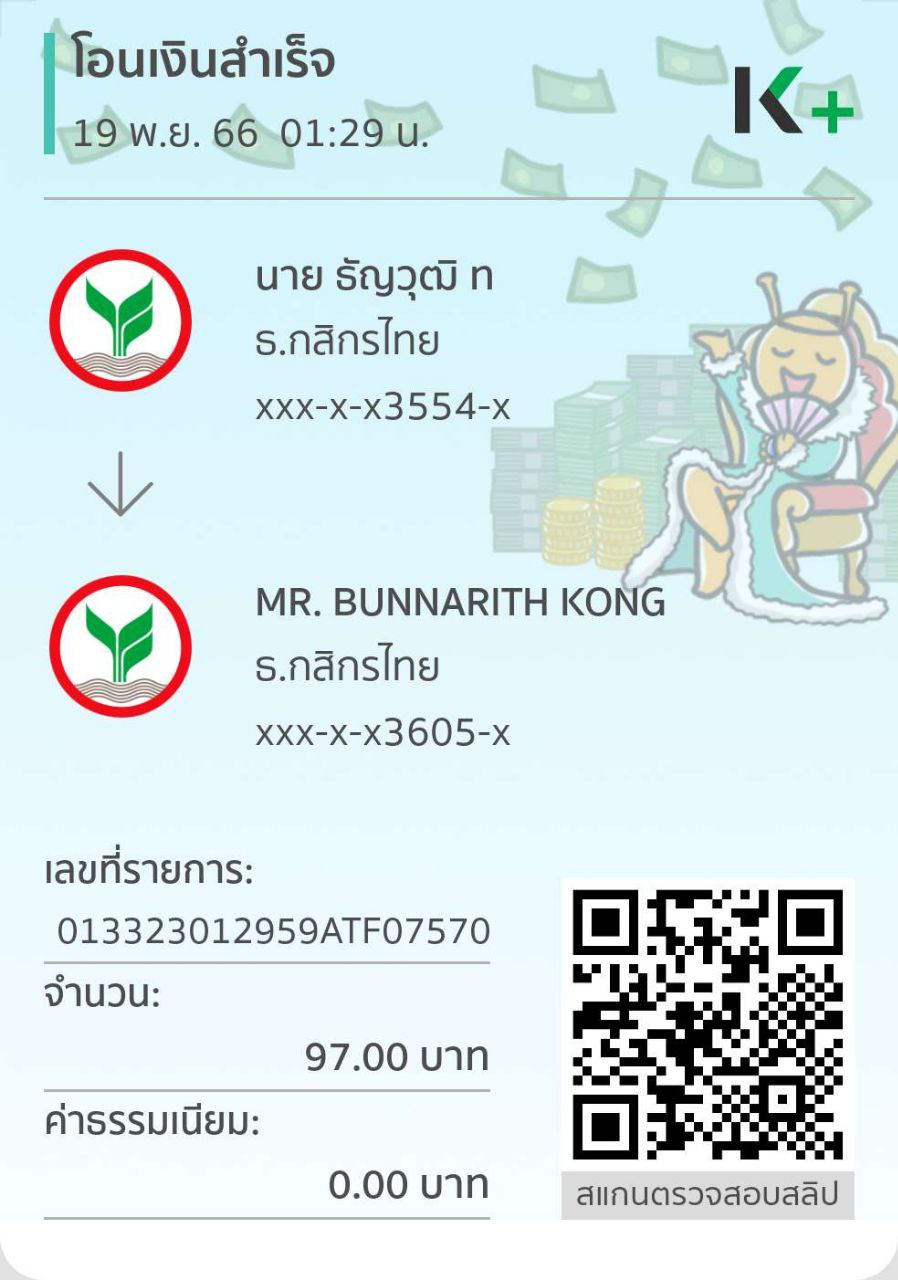 โอนเงินสำเร็จ
19 พ.ย. 66 01:29 น.
K+
นาย ธัญวุฒิ ท
ธ.กสิกรไทย
xxx-x-x3554-x
MR. BUNNARITH KONG
ธ.กสิกรไทย
xxx-x-x3605-x
เลขที่รายการ:
013323012959ATF07570
จำนวน:
97.00 บาท
ค่าธรรมเนียม:
0.00 บาท
สแกนตรวจสอบสลิป